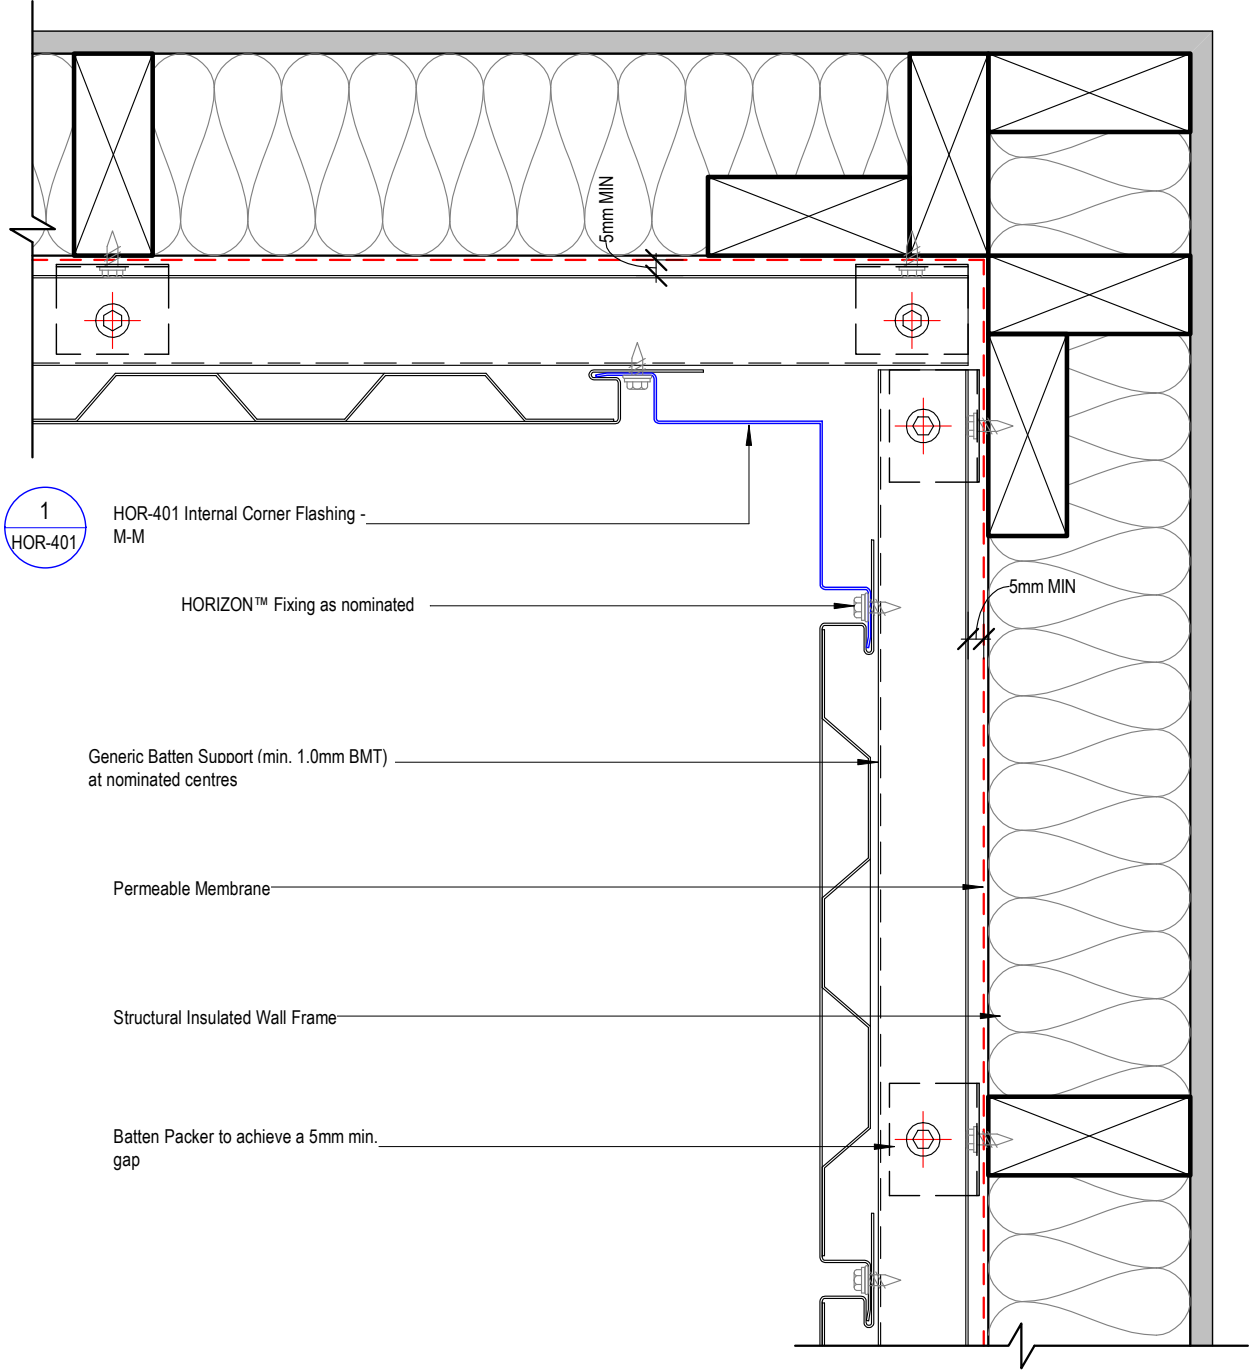 5mm MIN
1
HOR-401
HOR-401 Internal Corner Flashing -
M-M
HORIZON™ Fixing as nominated
5mm MIN
Generic Batten Support (min. 1.0mm BMT)
at nominated centres
Permeable Membrane
Structural Insulated Wall Frame
Batten Packer to achieve a 5mm min.
gap